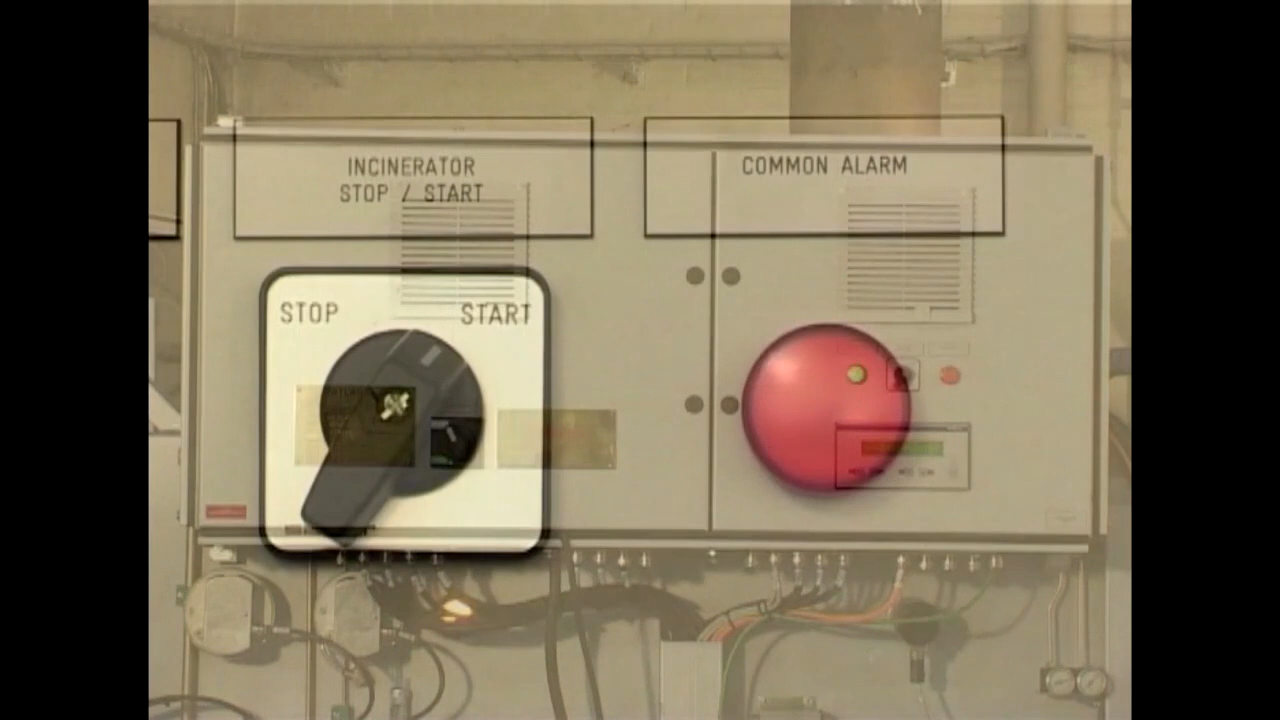 INCINERATOR
STOP / START
COMMON ALARM
STOP
START